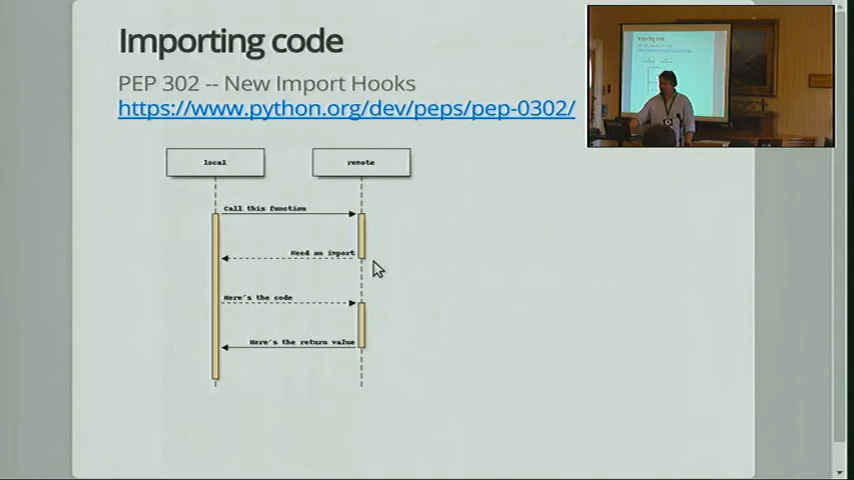 Importing code
PEP 302 -- New Import Hooks
https://www.python.org/dev/peps/pep-0302/
local
remote
Call this function
Need an import
Here's the code
Here's the return value